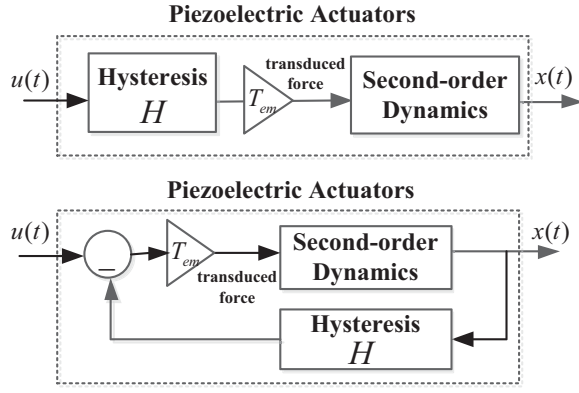 Piezoelectric Actuators
u(t)
Hysteresis
H
T_em
transduced
force
Second-order
Dynamics
x(t)
Piezoelectric Actuators
u(t)
−
T_em
transduced
force
Second-order
Dynamics
x(t)
Hysteresis
H